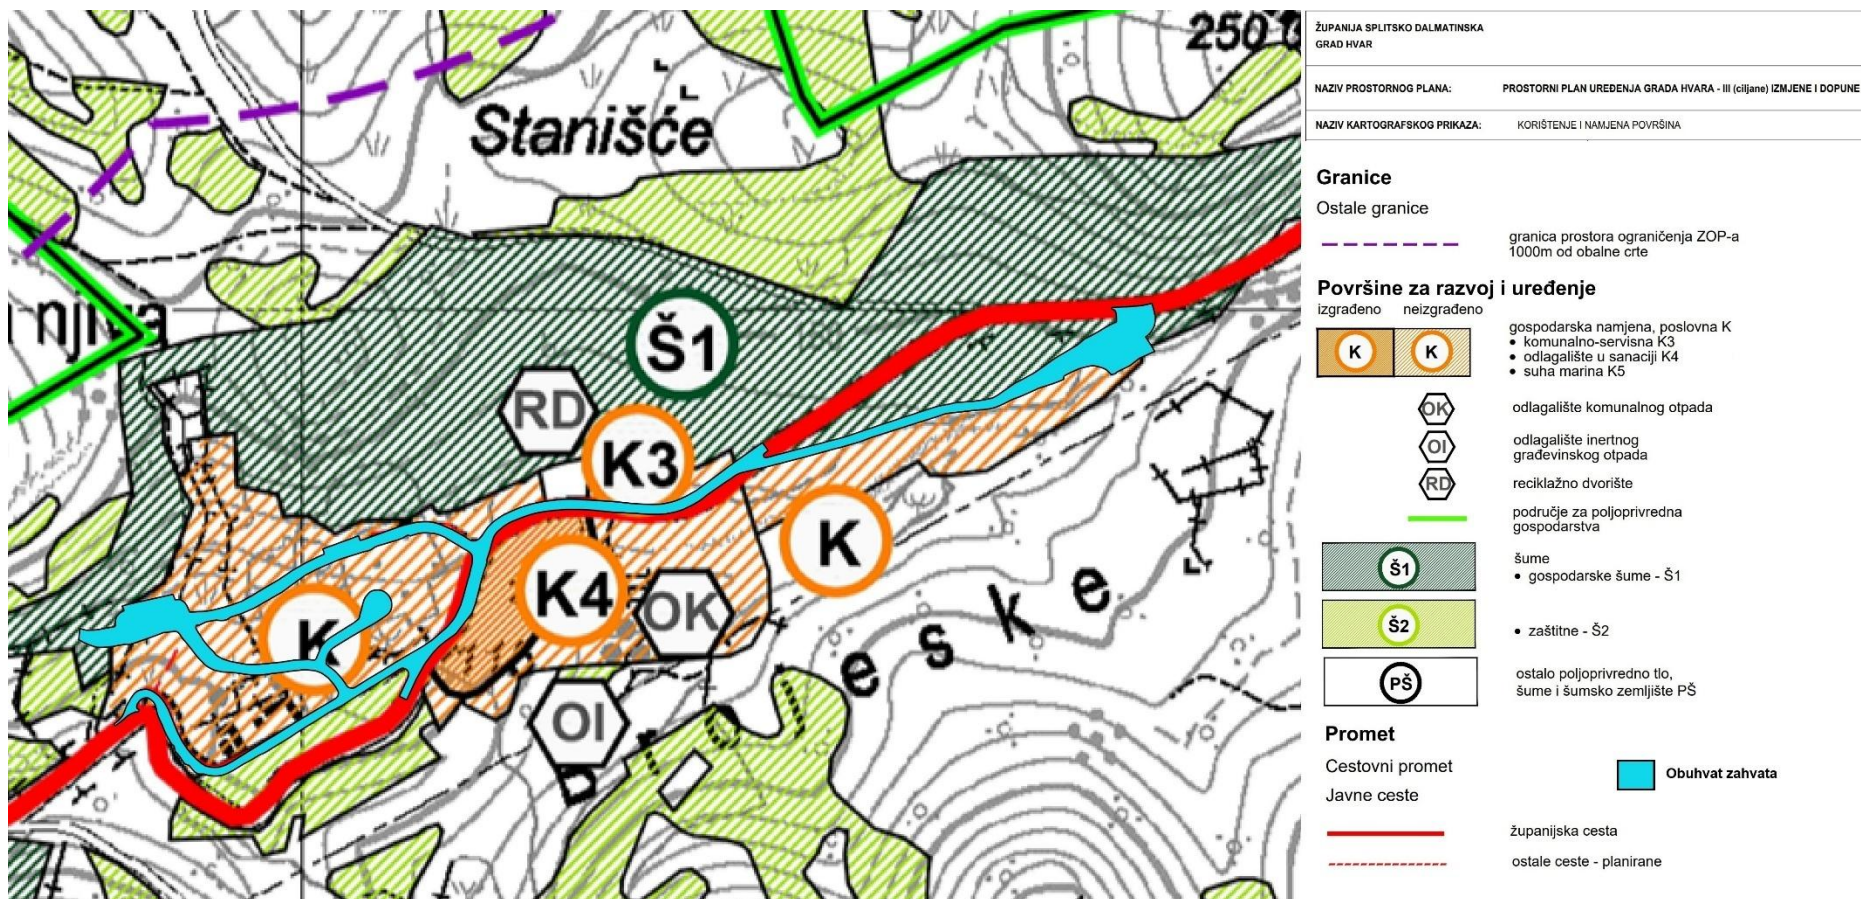 250
Stanišće
njiva
Š1
RD
K3
K
K4
OK
K
OI
e s k e
ŽUPANIJA SPLITSKO DALMATINSKA
GRAD HVAR
NAZIV PROSTORNOG PLANA: PROSTORNI PLAN UREĐENJA GRADA HVARA - III (ciljane) IZMJENE I DOPUNE
NAZIV KARTOGRAFSKOG PRIKAZA: KORIŠTENJE I NAMJENA POVRŠINA
Granice
Ostale granice
granica prostora ograničenja ZOP-a
1000m od obalne crte
Površine za razvoj i uređenje
izgrađeno neizgrađeno
K K
gospodarska namjena, poslovna K
• komunalno-servisna K3
• odlagalište u sanaciji K4
• suha marina K5
OK odlagalište komunalnog otpada
OI odlagalište inertnog
građevinskog otpada
RD reciklažno dvorište
područje za poljoprivredna
gospodarstva
šume
Š1 • gospodarske šume - Š1
Š2 • zaštitne - Š2
PŠ ostalo poljoprivredno tlo,
šume i šumsko zemljište PŠ
Promet
Cestovni promet
Obuhvat zahvata
Javne ceste
županijska cesta
ostale ceste - planirane